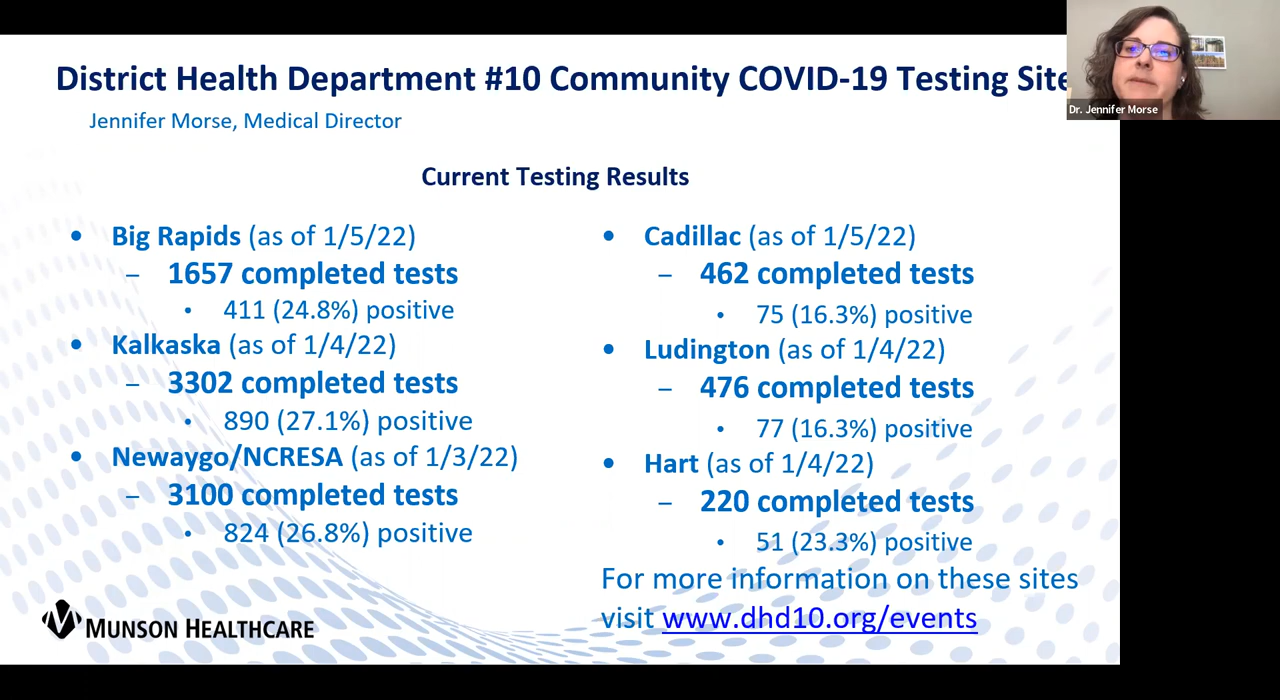 District Health Department #10 Community COVID-19 Testing Site
Jennifer Morse, Medical Director
Dr. Jennifer Morse
Current Testing Results
• Big Rapids (as of 1/5/22)
– 1657 completed tests
• 411 (24.8%) positive
• Kalkaska (as of 1/4/22)
– 3302 completed tests
• 890 (27.1%) positive
• Newaygo/NCRESA (as of 1/3/22)
– 3100 completed tests
• 824 (26.8%) positive
• Cadillac (as of 1/5/22)
– 462 completed tests
• 75 (16.3%) positive
• Ludington (as of 1/4/22)
– 476 completed tests
• 77 (16.3%) positive
• Hart (as of 1/4/22)
– 220 completed tests
• 51 (23.3%) positive
For more information on these sites
visit www.dhd10.org/events
MUNSON HEALTHCARE